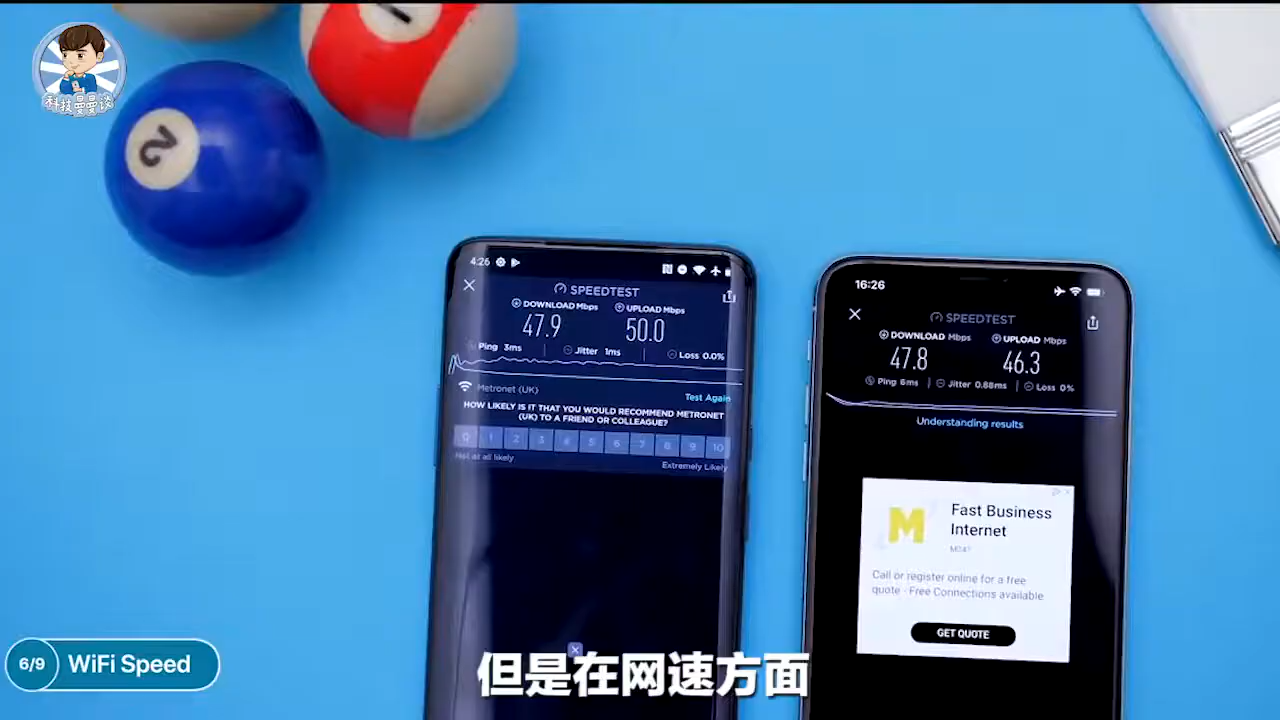 科技曼曼谈
1
2
4:26
SPEEDTEST
DOWNLOAD Mbps UPLOAD Mbps
47.9 50.0
Ping 3ms Jitter 1ms Loss 0.0%
Metronet (UK)
Test Again
HOW LIKELY IS IT THAT YOU WOULD RECOMMEND METRONET
(UK) TO A FRIEND OR COLLEAGUE?
0 1 2 3 4 5 6 7 8 9 10
Not at all likely Extremely Likely
16:26
SPEEDTEST
DOWNLOAD Mbps UPLOAD Mbps
47.8 46.3
Ping 6ms Jitter 0.88ms Loss 0%
Understanding results
M
Fast Business
Internet
M247
Call or register online for a free
quote - Free Connections available
GET QUOTE
6/9 WiFi Speed
但是在网速方面